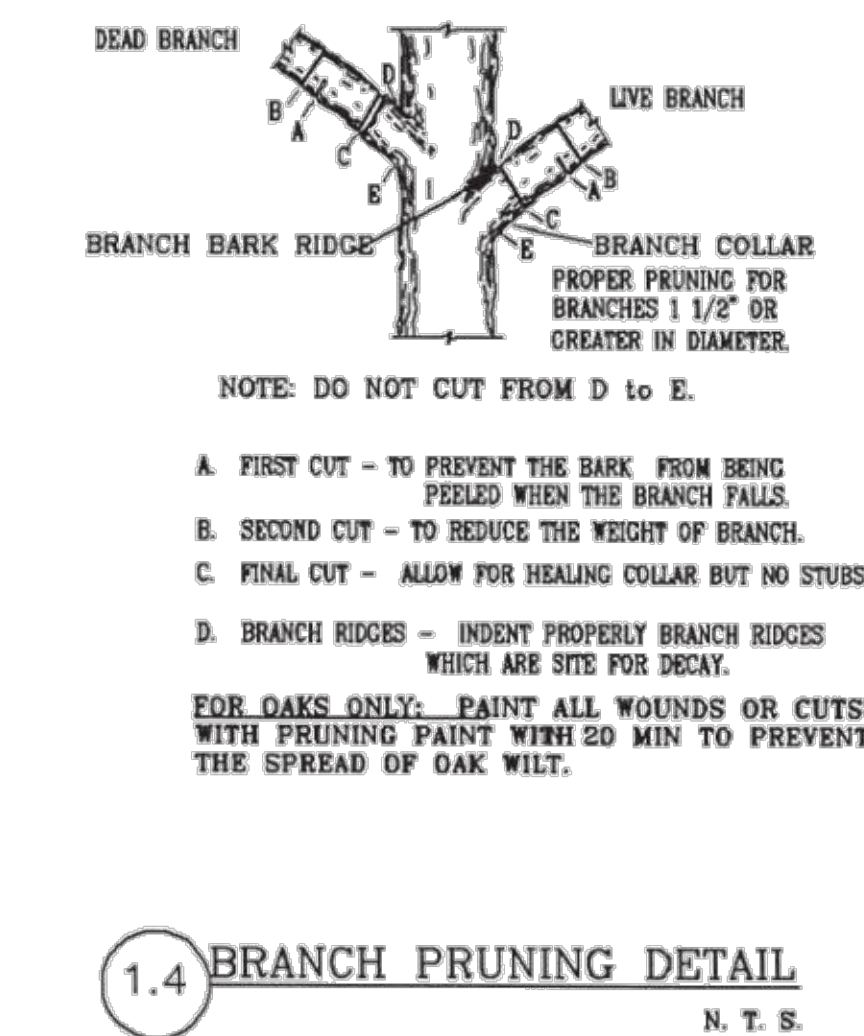 DEAD BRANCH
LIVE BRANCH
D
B
A
C
E
D
B
A
C
E
BRANCH BARK RIDGE
BRANCH COLLAR
PROPER PRUNING FOR
BRANCHES 1 1/2" OR
GREATER IN DIAMETER.
NOTE: DO NOT CUT FROM D to E.
A. FIRST CUT - TO PREVENT THE BARK FROM BEING
PEELED WHEN THE BRANCH FALLS.
B. SECOND CUT - TO REDUCE THE WEIGHT OF BRANCH.
C. FINAL CUT - ALLOW FOR HEALING COLLAR BUT NO STUBS
D. BRANCH RIDGES - INDENT PROPERLY BRANCH RIDGES
WHICH ARE SITE FOR DECAY.
FOR OAKS ONLY: PAINT ALL WOUNDS OR CUTS
WITH PRUNING PAINT WITH 20 MIN TO PREVENT
THE SPREAD OF OAK WILT.
1.4 BRANCH PRUNING DETAIL
N. T. S.